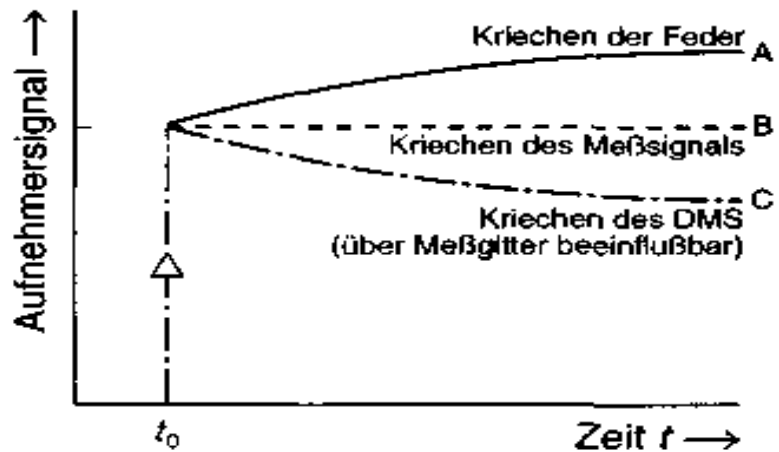 Aufnehmersignal →
Kriechen der Feder A
B
Kriechen des Meßsignals
C
Kriechen des DMS
(über Meßgitter beeinflußbar)
t₀
Zeit t →